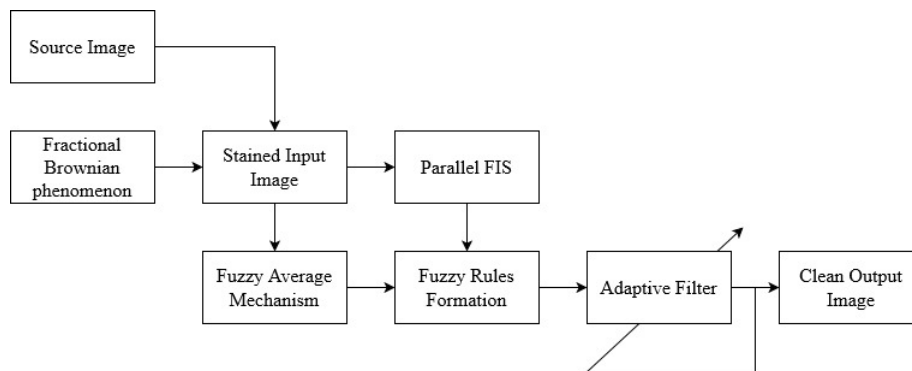 Source Image
Fractional
Brownian
phenomenon
Stained Input
Image
Parallel FIS
Fuzzy Average
Mechanism
Fuzzy Rules
Formation
Adaptive Filter
Clean Output
Image